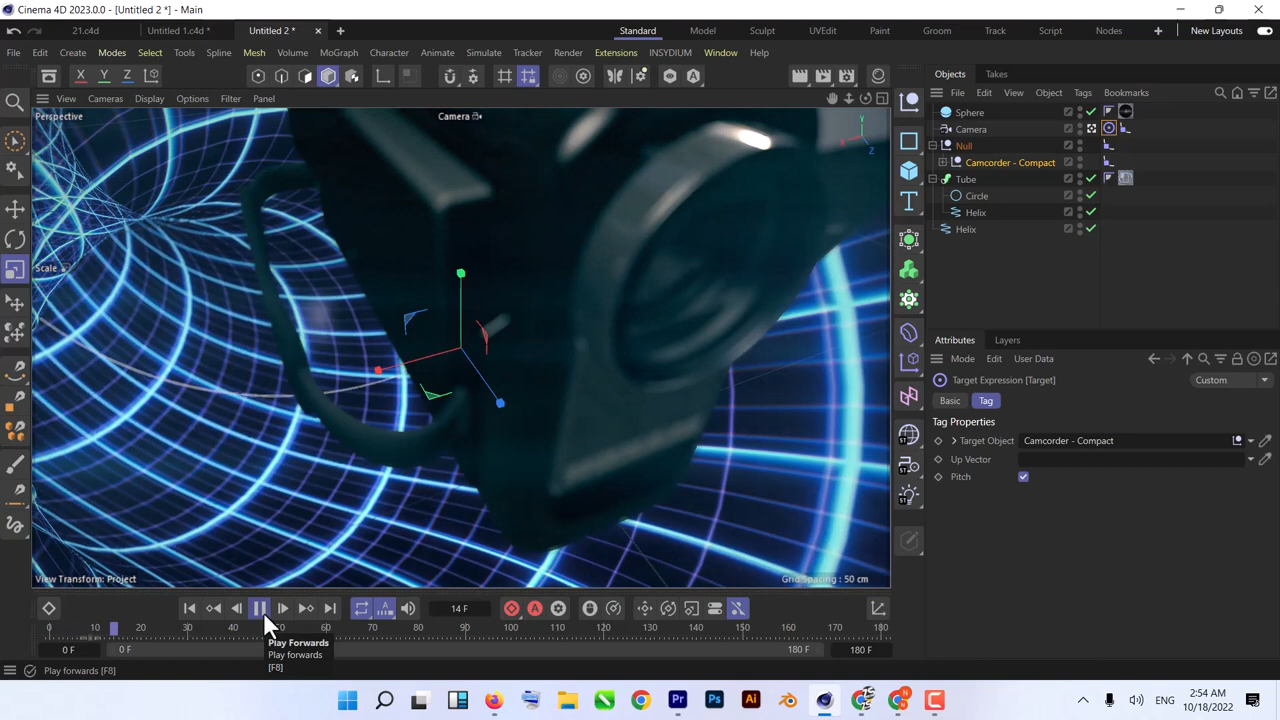 Cinema 4D 2023.0.0 - [Untitled 2 *] - Main
21.c4d Untitled 1.c4d * Untitled 2 * Standard Model Sculpt UVEdit Paint Groom Track Script Nodes New Layouts
File Edit Create Modes Select Tools Spline Mesh Volume MoGraph Character Animate Simulate Tracker Render Extensions INSYDIUM Window Help
X Y Z
Objects Takes
View Cameras Display Options Filter Panel
File Edit View Object Tags Bookmarks
Perspective
Camera
Y
X
Z
Sphere
Camera
Null
Camcorder - Compact
Tube
Circle
Helix
Helix
Scale
Attributes Layers
Mode Edit User Data
Target Expression [Target] Custom
Basic Tag
Tag Properties
Target Object Camcorder - Compact
Up Vector
Pitch
View Transform: Project
Grid Spacing : 50 cm
14 F
0 10 20 30 40 50 60 70 80 90 100 110 120 130 140 150 160 170 180
0 F 0 F 180 F 180 F
Play Forwards
Play forwards
[F8]
Play forwards [F8]
ENG
2:54 AM
10/18/2022